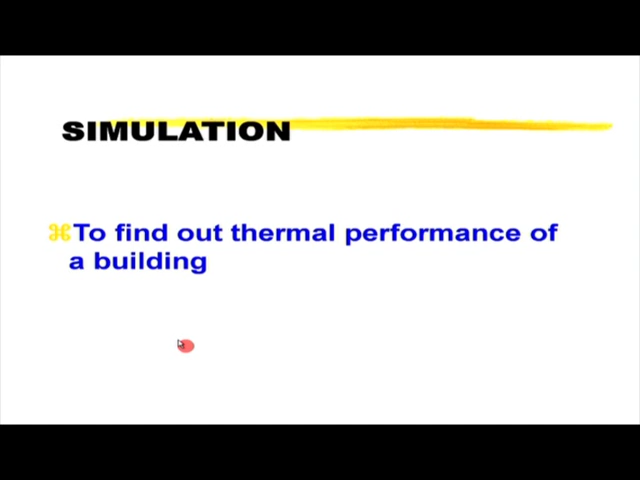 SIMULATION
⌘To find out thermal performance of
a building